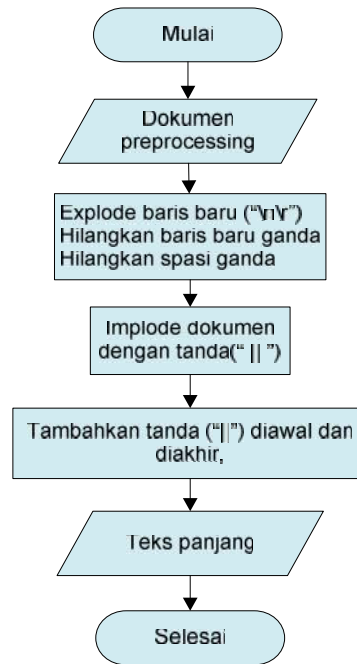 Mulai
Dokumen
preprocessing
Explode baris baru (“\n\r”)
Hilangkan baris baru ganda
Hilangkan spasi ganda
Implode dokumen
dengan tanda(“ || ”)
Tambahkan tanda (“||”) diawal dan
diakhir,
Teks panjang
Selesai